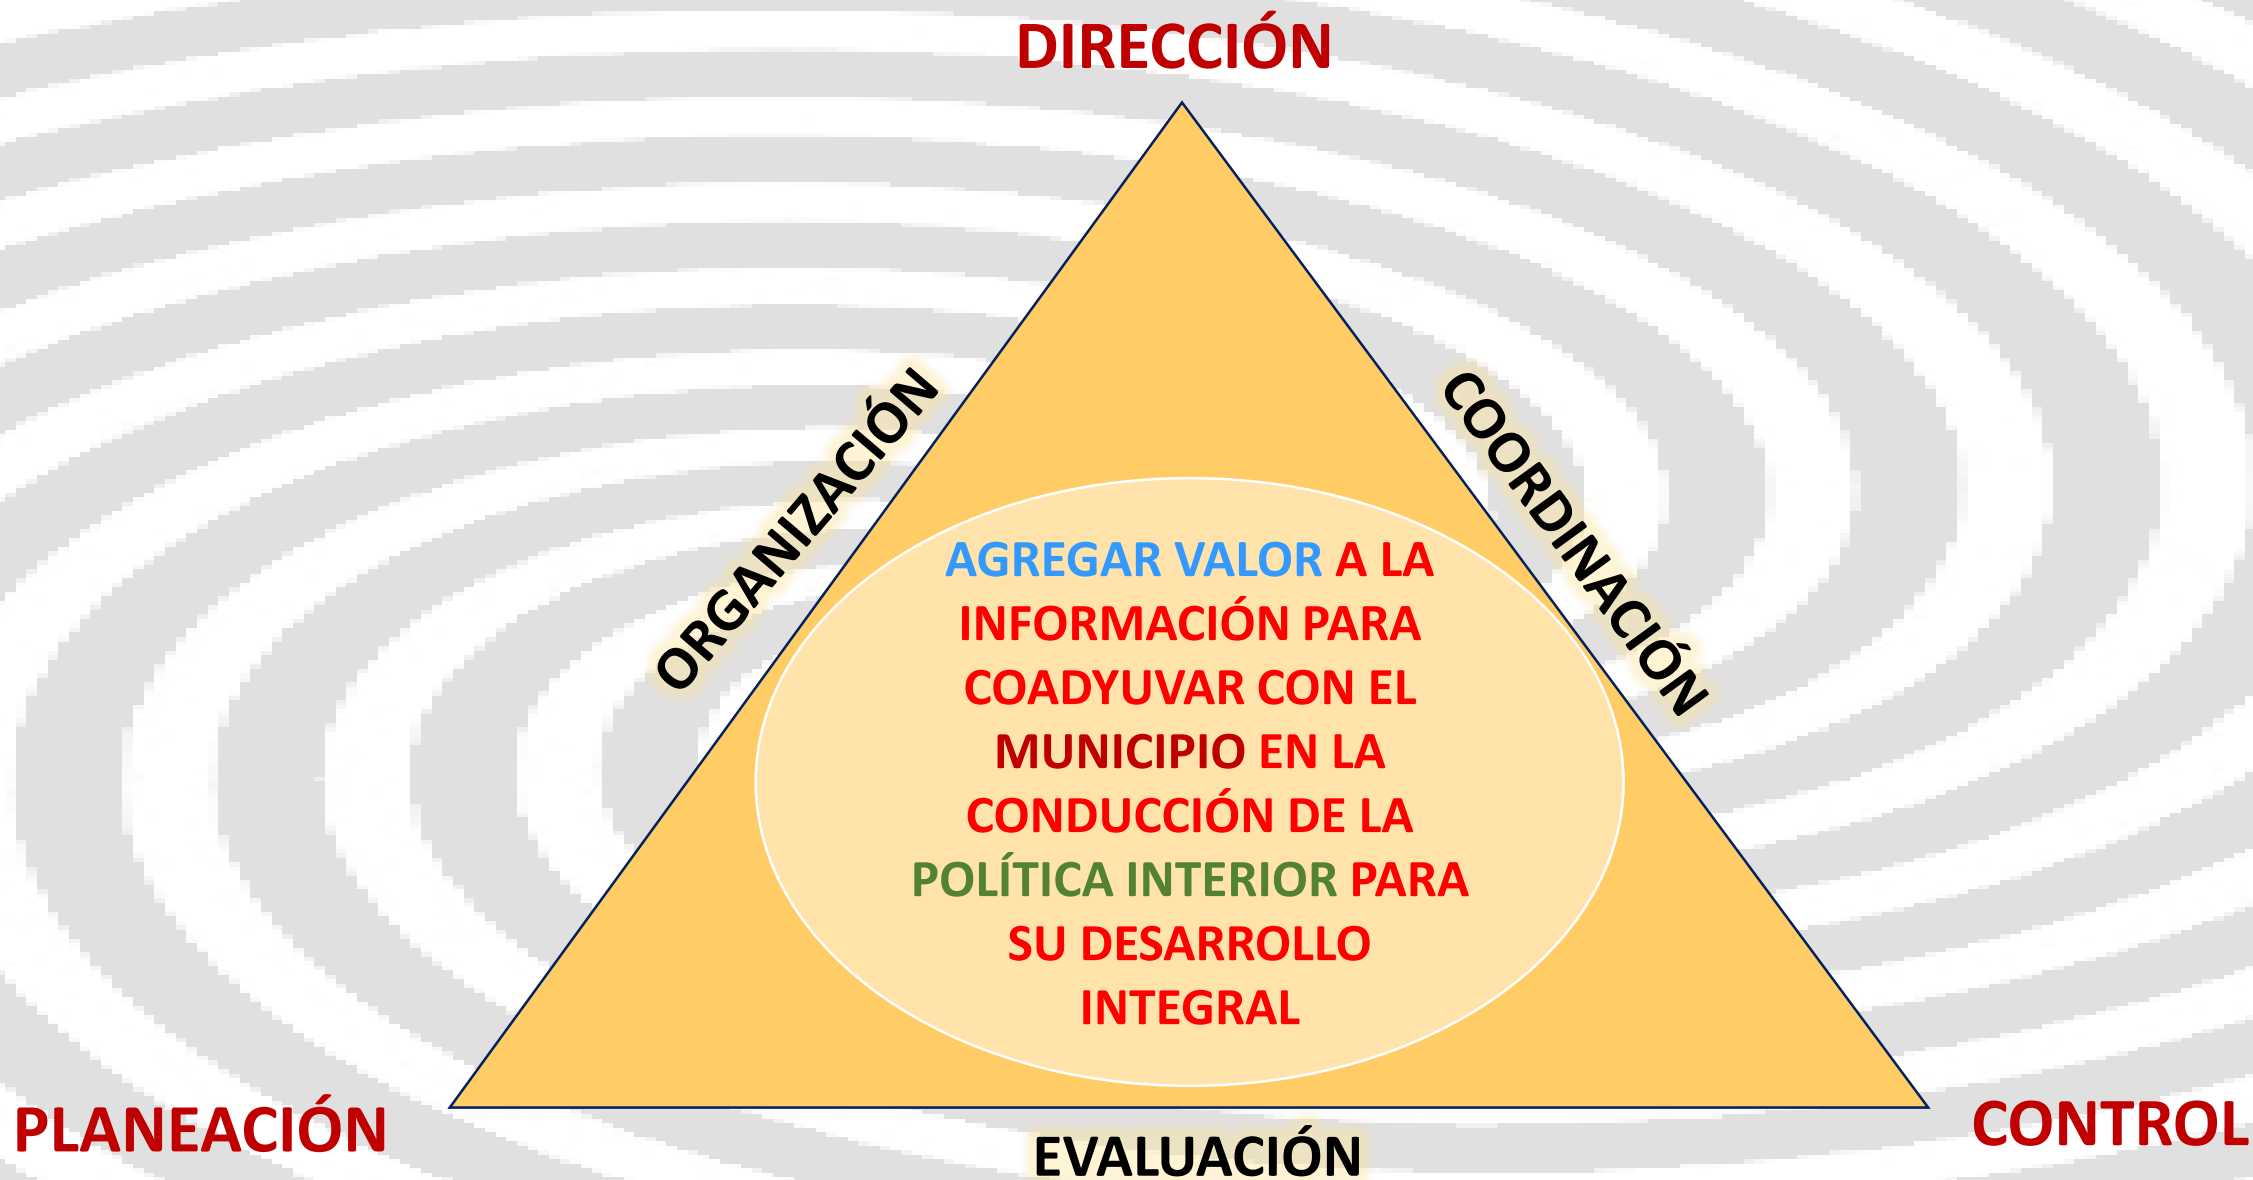 DIRECCIÓN
ORGANIZACIÓN
COORDINACIÓN
AGREGAR VALOR A LA
INFORMACIÓN PARA
COADYUVAR CON EL
MUNICIPIO EN LA
CONDUCCIÓN DE LA
POLÍTICA INTERIOR PARA
SU DESARROLLO
INTEGRAL
PLANEACIÓN
CONTROL
EVALUACIÓN